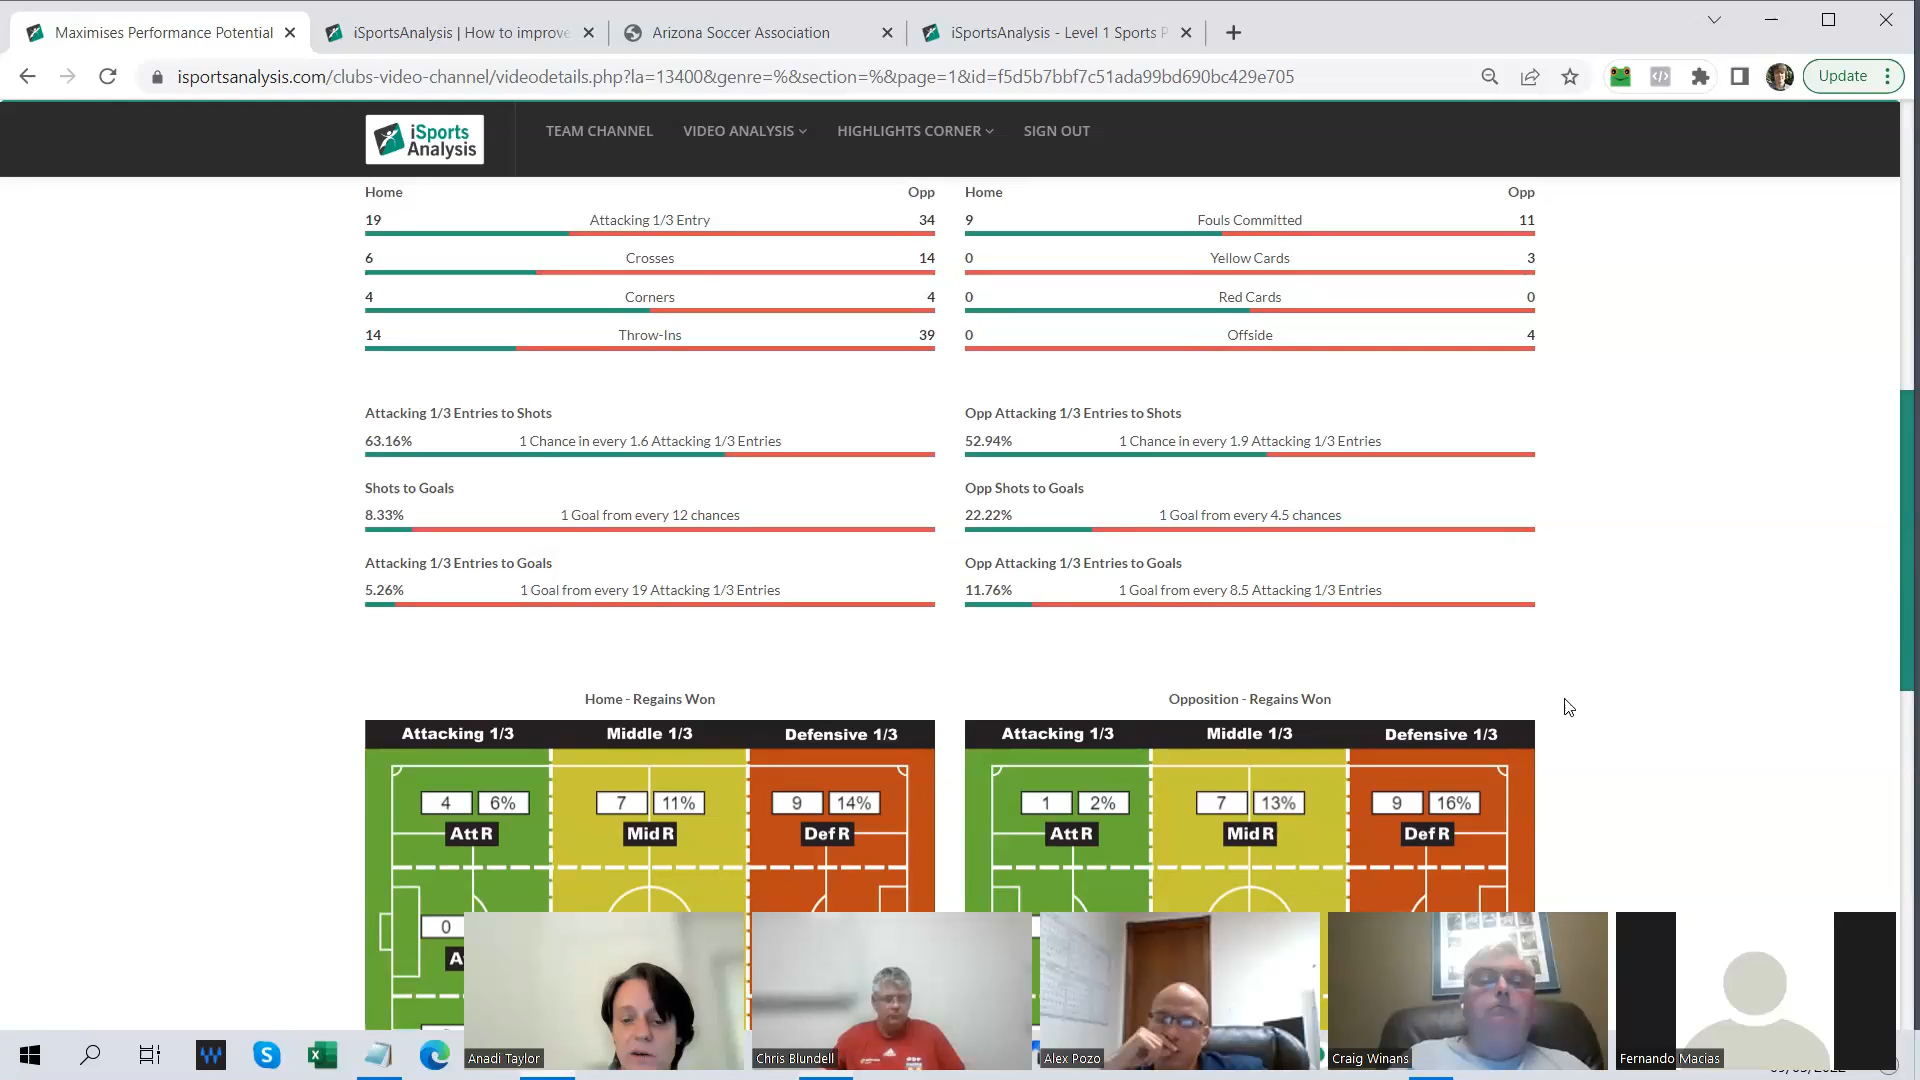 Maximises Performance Potential
iSportsAnalysis | How to improve
Arizona Soccer Association
iSportsAnalysis - Level 1 Sports P
isportsanalysis.com/clubs-video-channel/videodetails.php?la=13400&genre=%&section=%&page=1&id=f5d5b7bbf7c51ada99bd690bc429e705
Update
iSports
Analysis
TEAM CHANNEL
VIDEO ANALYSIS
HIGHLIGHTS CORNER
SIGN OUT
Home Opp
19 Attacking 1/3 Entry 34
6 Crosses 14
4 Corners 4
14 Throw-Ins 39
Home Opp
9 Fouls Committed 11
0 Yellow Cards 3
0 Red Cards 0
0 Offside 4
Attacking 1/3 Entries to Shots
63.16% 1 Chance in every 1.6 Attacking 1/3 Entries
Shots to Goals
8.33% 1 Goal from every 12 chances
Attacking 1/3 Entries to Goals
5.26% 1 Goal from every 19 Attacking 1/3 Entries
Opp Attacking 1/3 Entries to Shots
52.94% 1 Chance in every 1.9 Attacking 1/3 Entries
Opp Shots to Goals
22.22% 1 Goal from every 4.5 chances
Opp Attacking 1/3 Entries to Goals
11.76% 1 Goal from every 8.5 Attacking 1/3 Entries
Home - Regains Won
Attacking 1/3 Middle 1/3 Defensive 1/3
4 6% 7 11% 9 14%
Att R Mid R Def R
0
A
Opposition - Regains Won
Attacking 1/3 Middle 1/3 Defensive 1/3
1 2% 7 13% 9 16%
Att R Mid R Def R
Anadi Taylor
Chris Blundell
Alex Pozo
Craig Winans
Fernando Macias